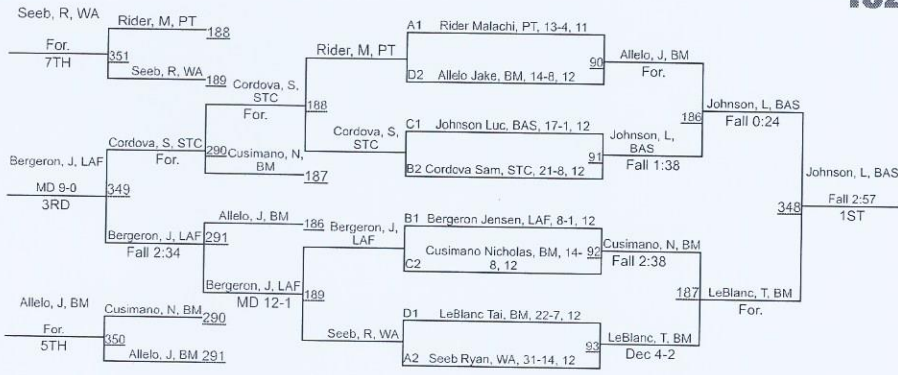 Seeb, R, WA
For.
7TH
351
Rider, M, PT
188
Seeb, R, WA
189
Cordova, S,
STC
For.
188
Rider, M, PT
Cordova, S,
STC
A1 Rider Malachi, PT, 13-4, 11
90
D2 Allelo Jake, BM, 14-8, 12
Allelo, J, BM
For.
C1 Johnson Luc, BAS, 17-1, 12
91
B2 Cordova Sam, STC, 21-8, 12
Johnson, L,
BAS
Fall 1:38
186
Johnson, L, BAS
Fall 0:24
Bergeron, J, LAF
MD 9-0
3RD
349
Cordova, S, STC
For.
290
Cusimano, N,
BM
187
Bergeron, J, LAF
Fall 2:34
291
Allelo, J, BM
186
Bergeron, J, LAF
MD 12-1
189
Bergeron, J,
LAF
Seeb, R, WA
B1 Bergeron Jensen, LAF, 8-1, 12
92
C2 Cusimano Nicholas, BM, 14-
8, 12
Cusimano, N, BM
Fall 2:38
D1 LeBlanc Tai, BM, 22-7, 12
93
A2 Seeb Ryan, WA, 31-14, 12
LeBlanc, T, BM
Dec 4-2
187
LeBlanc, T, BM
For.
348
Johnson, L, BAS
Fall 2:57
1ST
Allelo, J, BM
For.
5TH
350
Cusimano, N, BM
290
Allelo, J, BM
291